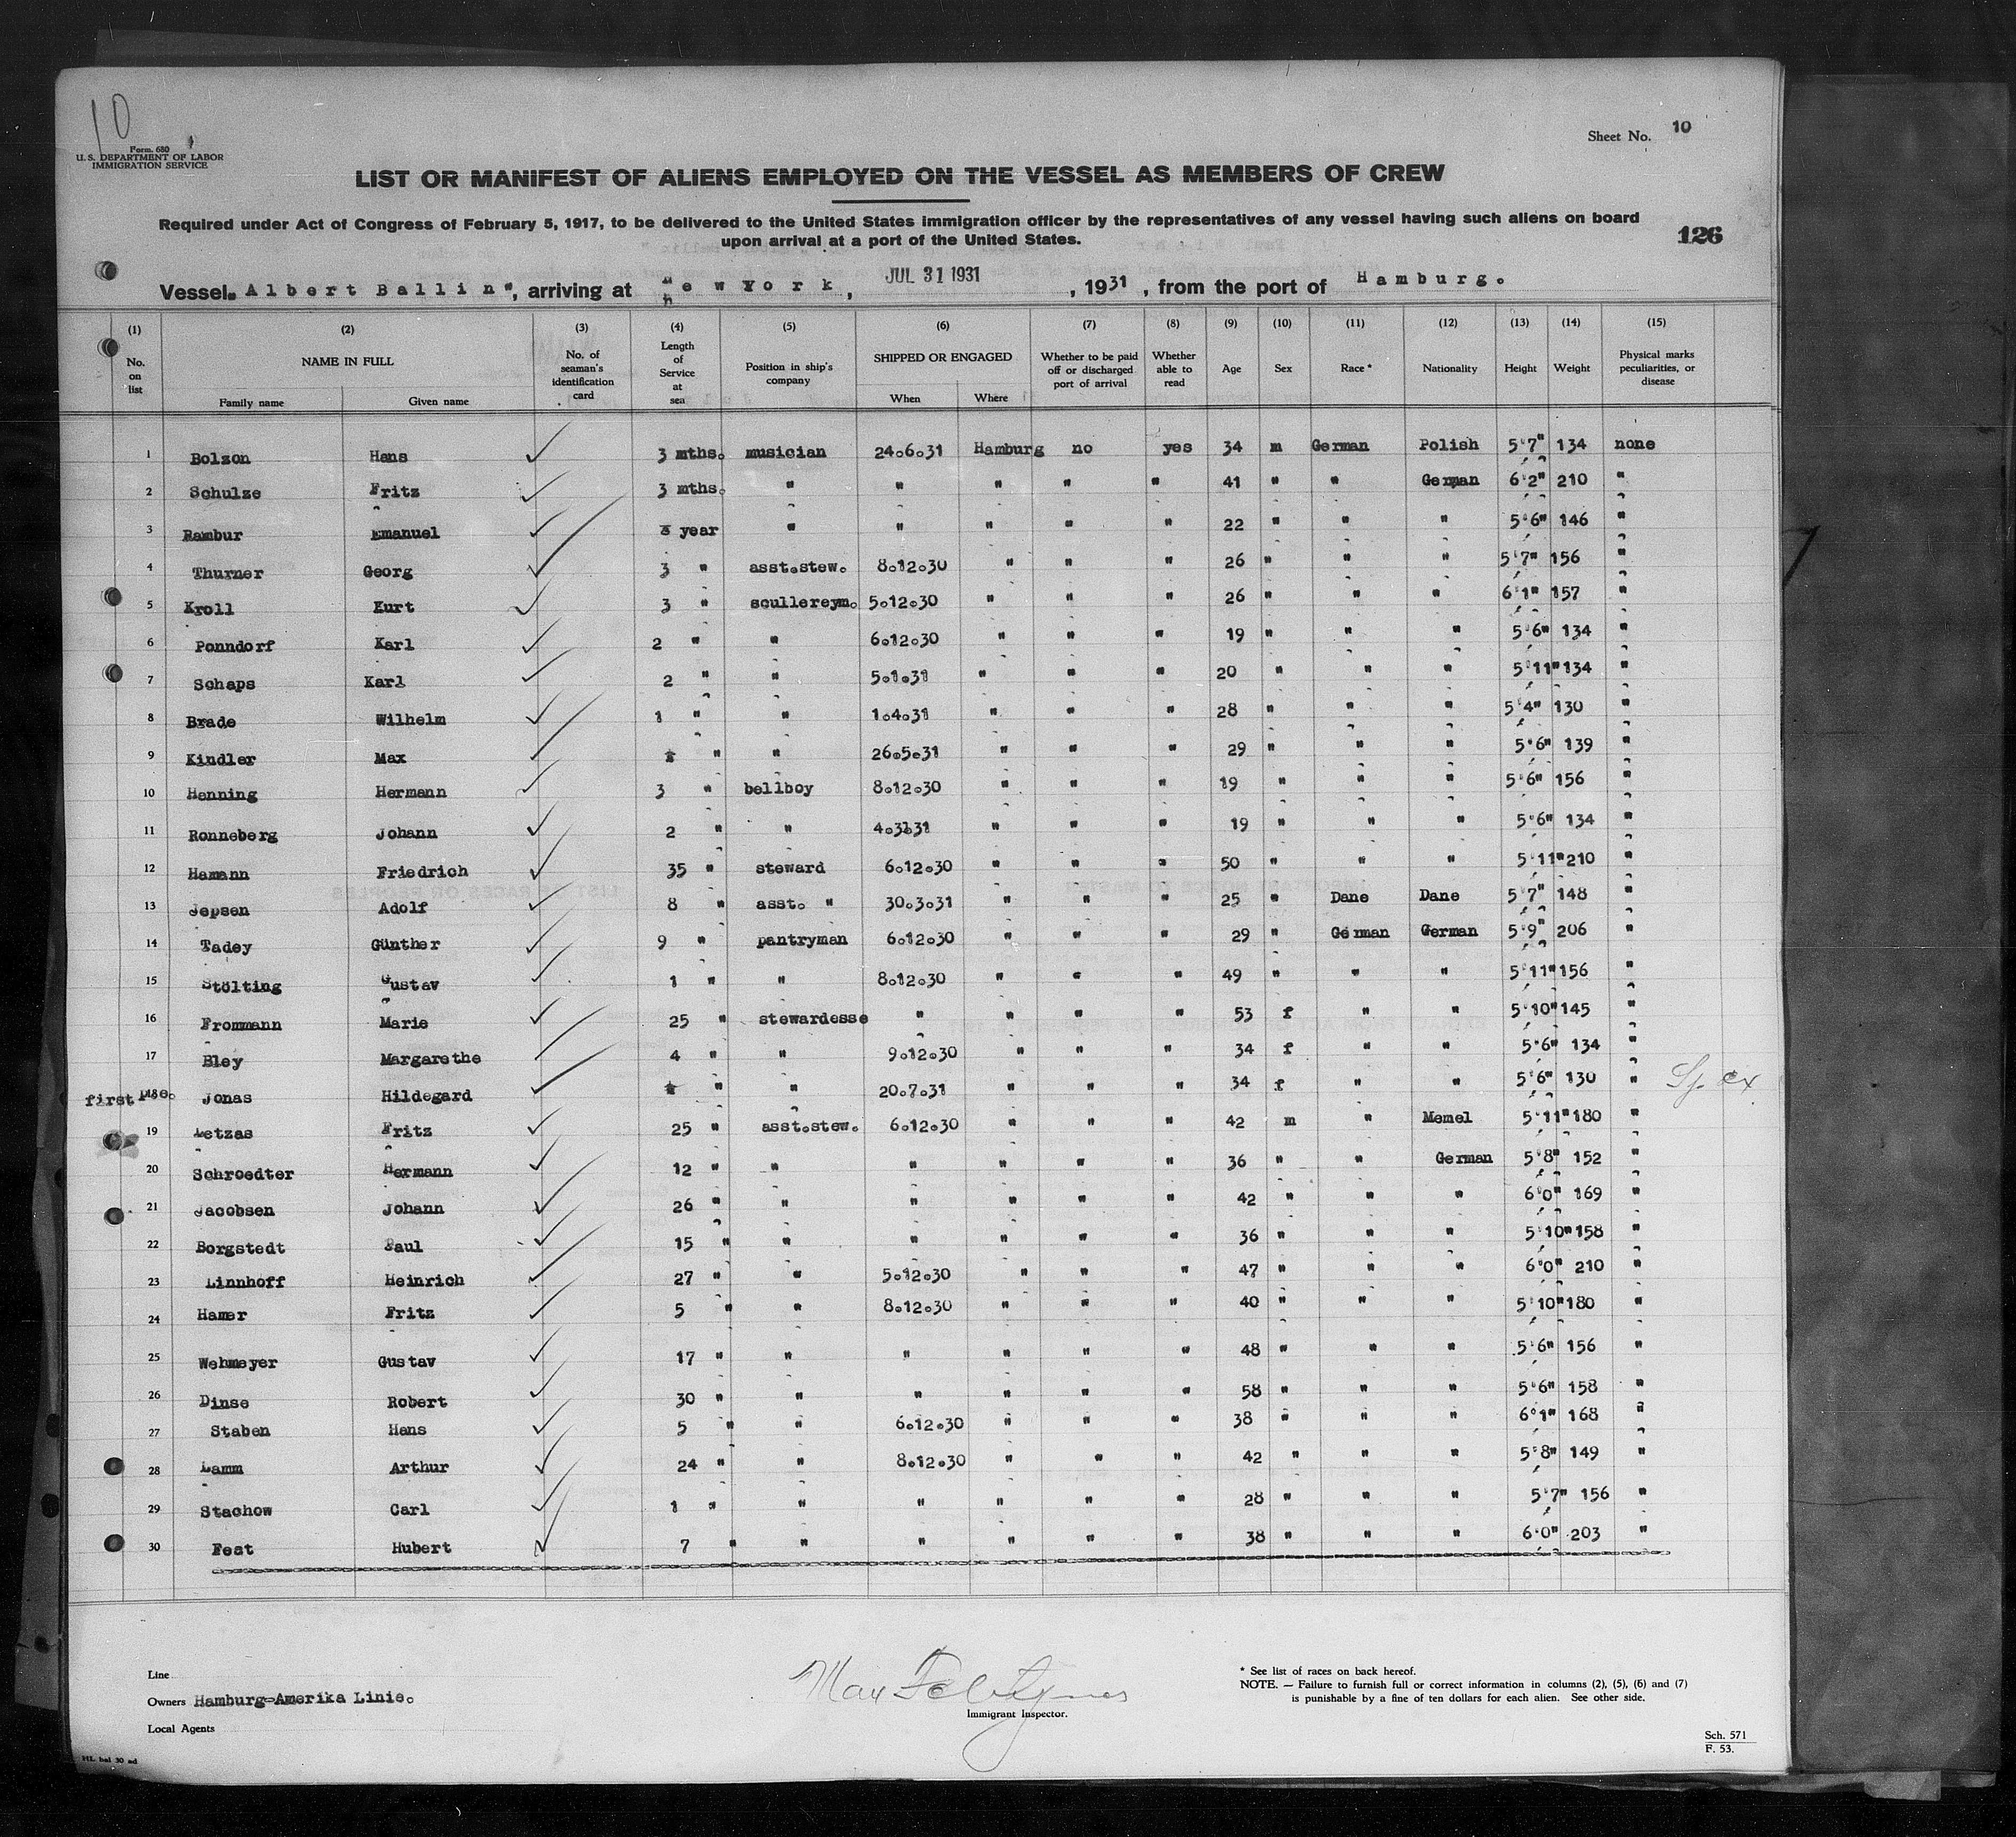 10
Form. 680
U. S. DEPARTMENT OF LABOR
IMMIGRATION SERVICE
Sheet No. 10
LIST OR MANIFEST OF ALIENS EMPLOYED ON THE VESSEL AS MEMBERS OF CREW
Required under Act of Congress of February 5, 1917, to be delivered to the United States immigration officer by the representatives of any vessel having such aliens on board
upon arrival at a port of the United States.
126
Vessel "Albert Ballin", arriving at New York, JUL 31 1931, 1931, from the port of Hamburg.
(1) (2) (3) (4) (5) (6) (7) (8) (9) (10) (11) (12) (13) (14) (15)
No. on list NAME IN FULL No. of seaman's identification card Length of Service at sea Position in ship's company SHIPPED OR ENGAGED Whether to be paid off or discharged port of arrival Whether able to read Age Sex Race * Nationality Height Weight Physical marks peculiarities, or disease
Family name Given name When Where
1 Bolzon Hans 3 mths. musician 24.6.31 Hamburg no yes 34 m German Polish 5'7" 134 none
2 Schulze Fritz 3 mths. " " " " " 41 " " German 6'2" 210 "
3 Rambur Emanuel year " " " " " 22 " " " 5'6" 146 "
4 Thurner Georg 3 " asst.stew. 8.12.30 " " " 26 " " " 5'7" 156 "
5 Kroll Kurt 3 " scullereym. 5.12.30 " " " 26 " " " 6'1" 157 "
6 Ponndorf Karl 2 " " 6.12.30 " " " 19 " " " 5'6" 134 "
7 Schaps Karl 2 " " 5.1.31 " " " 20 " " " 5'11" 134 "
8 Brade Wilhelm 1 " " 1.4.31 " " " 28 " " " 5'4" 130 "
9 Kindler Max " " 26.5.31 " " " 29 " " " 5'6" 139 "
10 Henning Hermann 3 " bellboy 8.12.30 " " " 19 " " " 5'6" 156 "
11 Ronneberg Johann 2 " " 4.3.31 " " " 19 " " " 5'6" 134 "
12 Hamann Friedrich 35 " steward 6.12.30 " " " 50 " " " 5'11" 210 "
13 Jepsen Adolf 8 " asst. " 30.3.31 " " " 25 " Dane Dane 5'7" 148 "
14 Tadey Günther 9 " pantryman 6.12.30 " " " 29 " German German 5'9" 206 "
15 Stölting Gustav 1 " " 8.12.30 " " " 49 " " " 5'11" 156 "
16 Frommann Marie 25 " stewardesse " " " " 53 f " " 5'10" 145 "
17 Bley Margarethe 4 " " 9.12.30 " " " 34 f " " 5'6" 134 "
first 18 Jonas Hildegard " " 20.7.31 " " " 34 f " " 5'6" 130 " Sp. ex
19 Letzas Fritz 25 " asst.stew. 6.12.30 " " " 42 m " Memel 5'11" 180 "
20 Schroedter Hermann 12 " " " " " " 36 " " German 5'8" 152 "
21 Jacobsen Johann 26 " " " " " " 42 " " " 6'0" 169 "
22 Borgstedt Paul 15 " " " " " " 36 " " " 5'10" 158 "
23 Linnhoff Heinrich 27 " " 5.12.30 " " " 47 " " " 6'0" 210 "
24 Hamer Fritz 5 " " 8.12.30 " " " 40 " " " 5'10" 180 "
25 Wehmeyer Gustav 17 " " " " " " 48 " " " 5'6" 156 "
26 Dinse Robert 30 " " " " " " 58 " " " 5'6" 158 "
27 Staben Hans 5 " " 6.12.30 " " " 38 " " " 6'1" 168 "
28 Lamm Arthur 24 " " 8.12.30 " " " 42 " " " 5'8" 149 "
29 Stachow Carl 1 " " " " " " 28 " " " 5'7" 156 "
30 Fest Hubert 7 " " " " " " 38 " " " 6'0" 203 "
Line
Owners Hamburg-Amerika Linie.
Local Agents
Max
Immigrant Inspector.
* See list of races on back hereof.
NOTE. — Failure to furnish full or correct information in columns (2), (5), (6) and (7)
is punishable by a fine of ten dollars for each alien. See other side.
Sch. 571
F. 53.
HL bal 30 ad